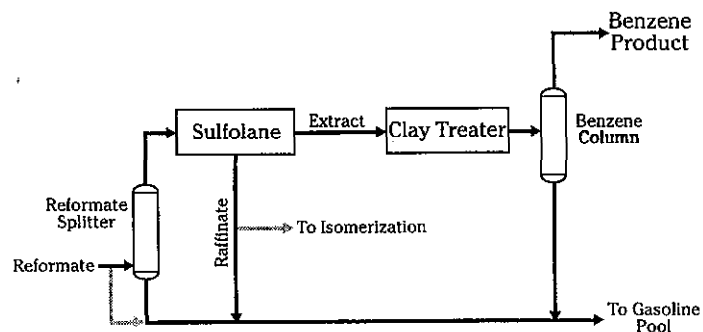 Benzene
Product
Sulfolane
Extract
Clay Treater
Benzene
Column
Reformate
Splitter
Raffinate
To Isomerization
Reformate
To Gasoline
Pool